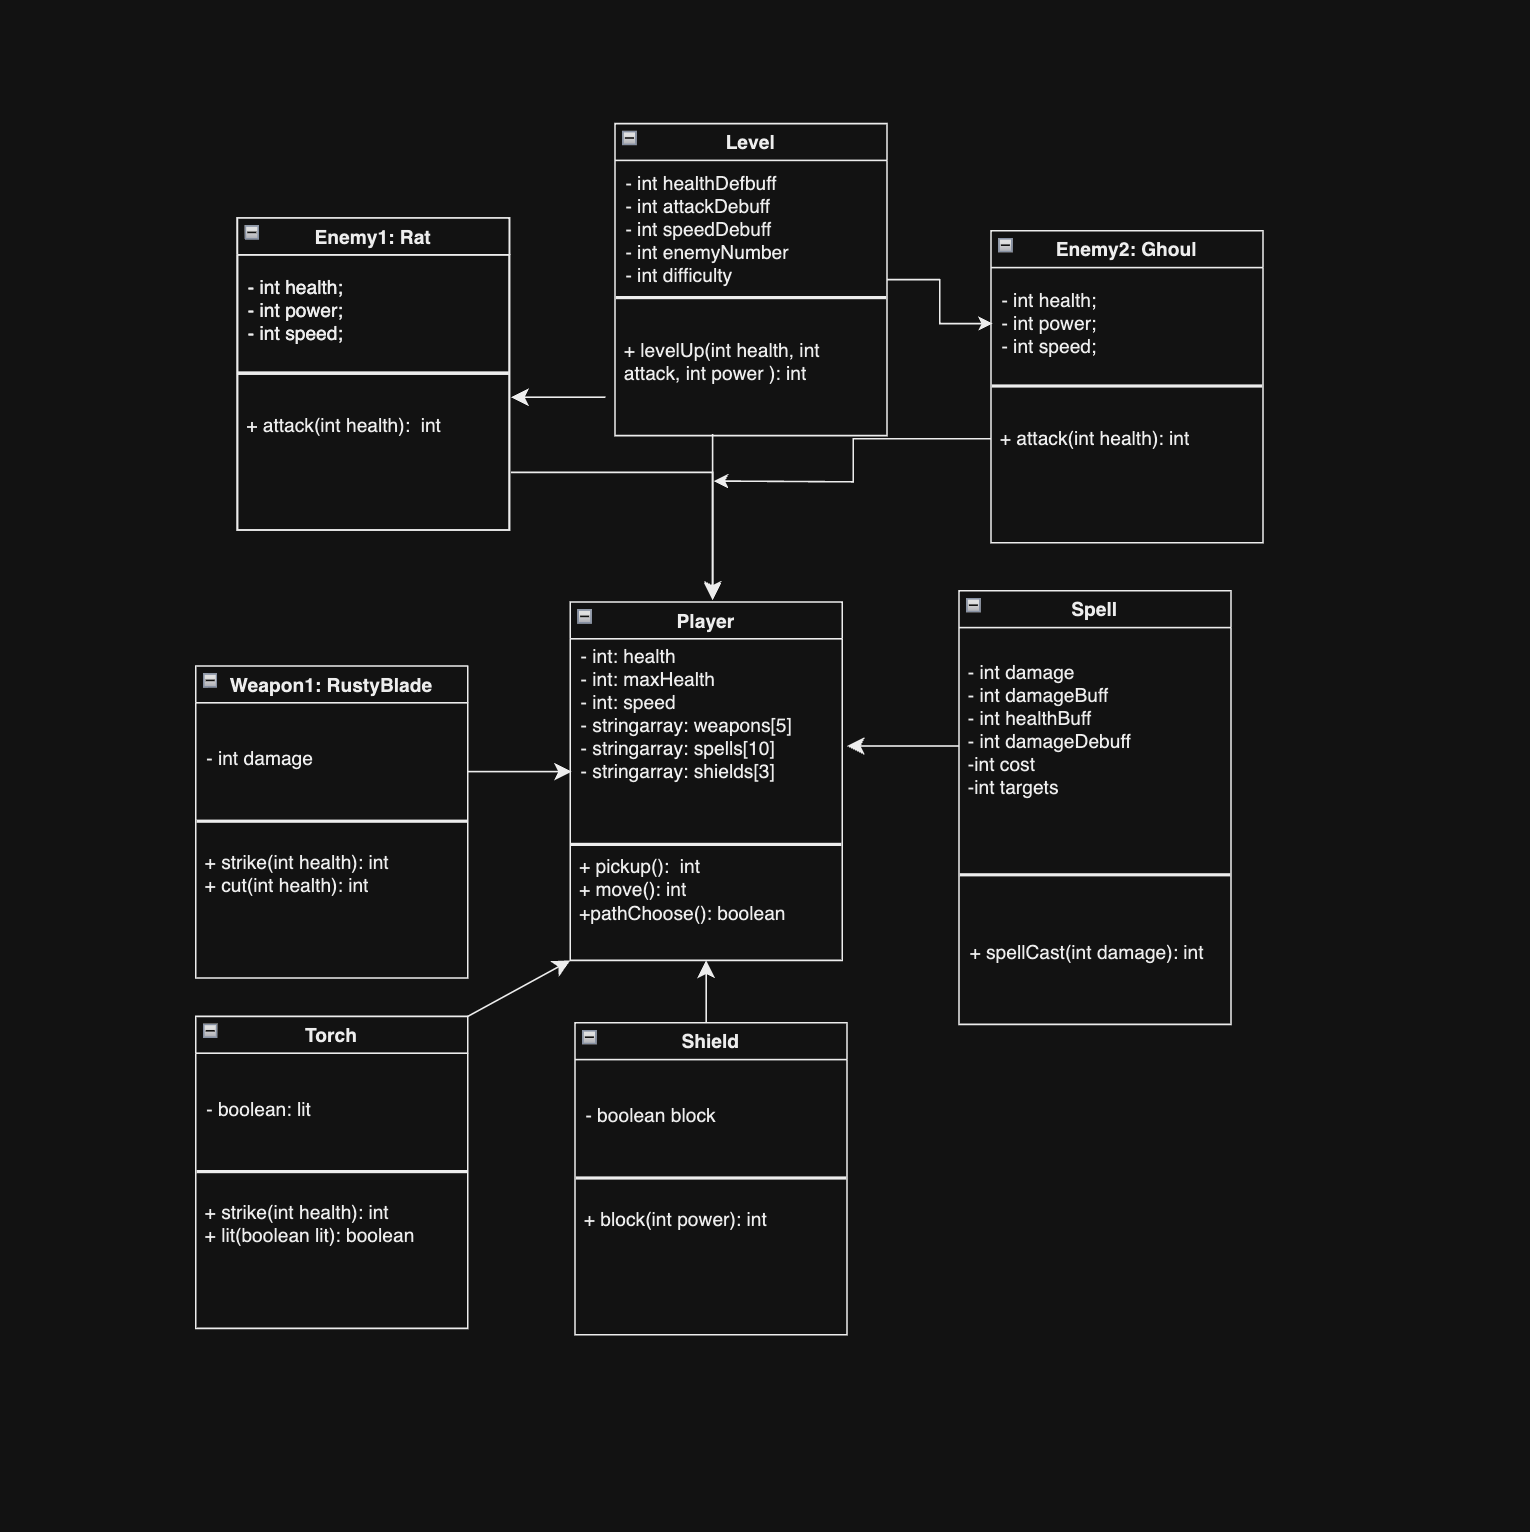 Level
- int healthDefbuff
- int attackDebuff
- int speedDebuff
- int enemyNumber
- int difficulty
+ levelUp(int health, int
attack, int power ): int
Enemy1: Rat
- int health;
- int power;
- int speed;
+ attack(int health):  int
Enemy2: Ghoul
- int health;
- int power;
- int speed;
+ attack(int health): int
Player
- int: health
- int: maxHealth
- int: speed
- stringarray: weapons[5]
- stringarray: spells[10]
- stringarray: shields[3]
+ pickup():  int
+ move(): int
+pathChoose(): boolean
Spell
- int damage
- int damageBuff
- int healthBuff
- int damageDebuff
-int cost
-int targets
+ spellCast(int damage): int
Weapon1: RustyBlade
- int damage
+ strike(int health): int
+ cut(int health): int
Torch
- boolean: lit
+ strike(int health): int
+ lit(boolean lit): boolean
Shield
- boolean block
+ block(int power): int